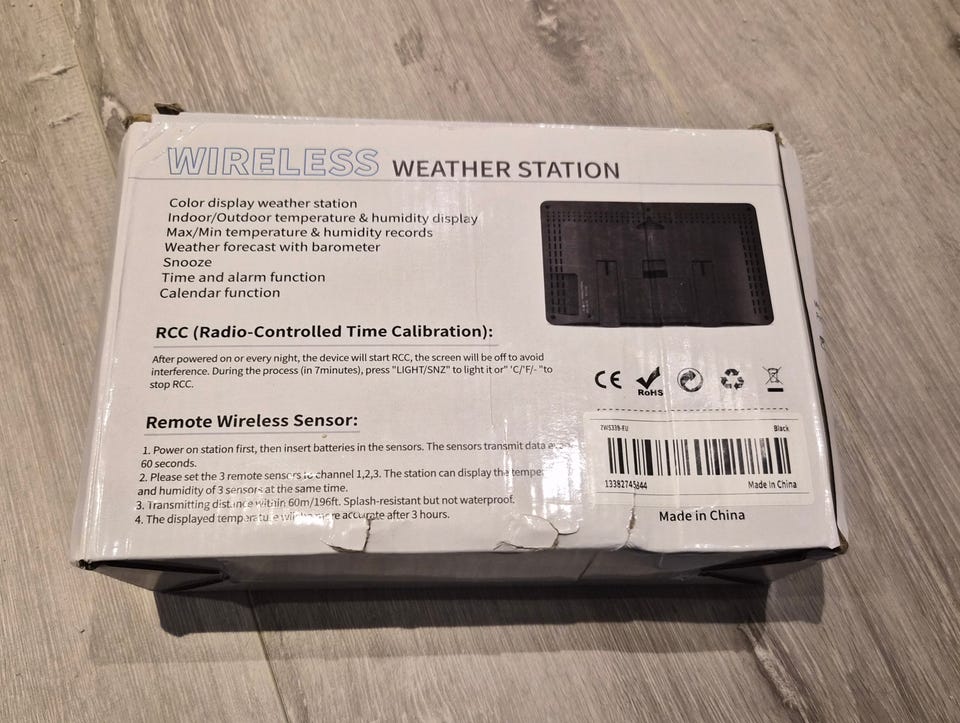 WIRELESS WEATHER STATION
Color display weather station
Indoor/Outdoor temperature & humidity display
Max/Min temperature & humidity records
Weather forecast with barometer
Snooze
Time and alarm function
Calendar function
RCC (Radio-Controlled Time Calibration):
After powered on or every night, the device will start RCC, the screen will be off to avoid
interference. During the process (in 7minutes), press "LIGHT/SNZ" to light it or" 'C/'F/- "to
stop RCC.
CE
RoHS
Remote Wireless Sensor:
1. Power on station first, then insert batteries in the sensors. The sensors transmit data
60 seconds.
2. Please set the 3 remote sensors to channel 1,2,3. The station can display the
and humidity of 3 sensors at the same time.
3. Transmitting distance within 60m/196ft. Splash-resistant but not waterproof.
4. The displayed accurate after 3 hours.
Black
Made in China
Made in China